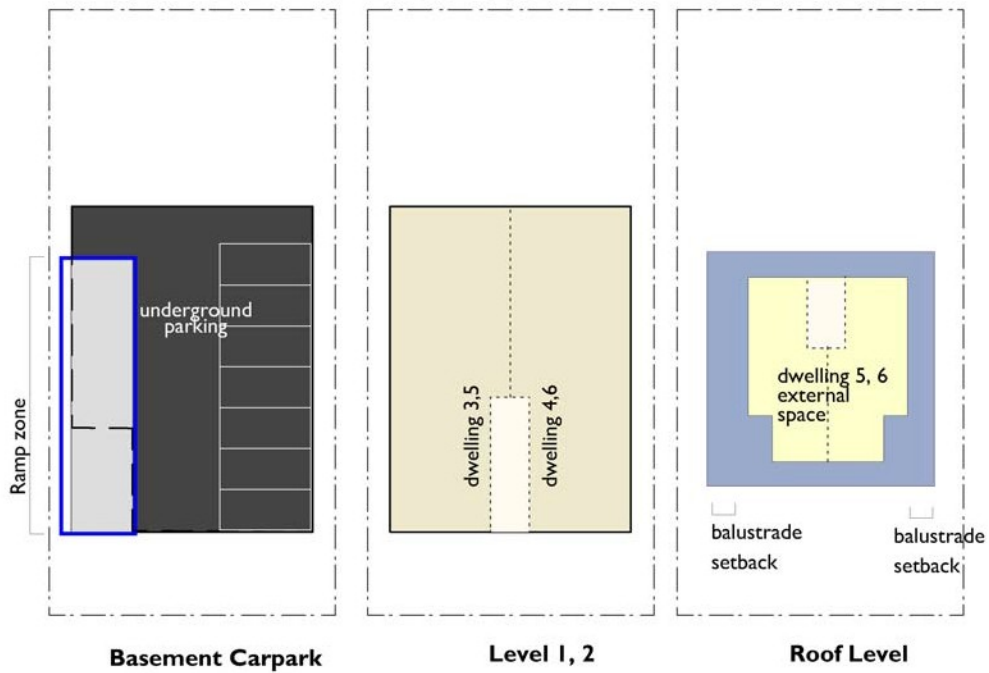 Ramp zone
underground
parking
Basement Carpark
dwelling 3,5
dwelling 4,6
Level 1, 2
dwelling 5, 6
external
space
balustrade
setback
balustrade
setback
Roof Level